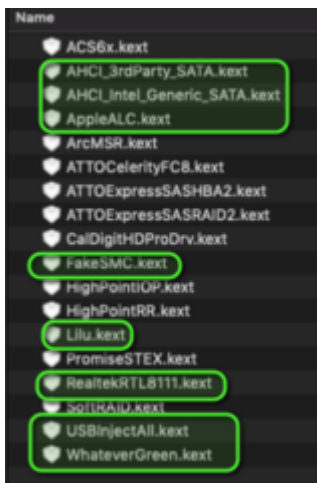 Name
ACS6x.kext
AHCI_3rdParty_SATA.kext
AHCI_Intel_Generic_SATA.kext
AppleALC.kext
ArcMSR.kext
ATTOCelerityFC8.kext
ATTOExpressSASHBA2.kext
ATTOExpressSASRAID2.kext
CalDigitHDProDrv.kext
FakeSMC.kext
HighPointIOP.kext
HighPointRR.kext
Lilu.kext
PromiseSTEX.kext
RealtekRTL8111.kext
SoftRAID.kext
USBInjectAll.kext
WhateverGreen.kext